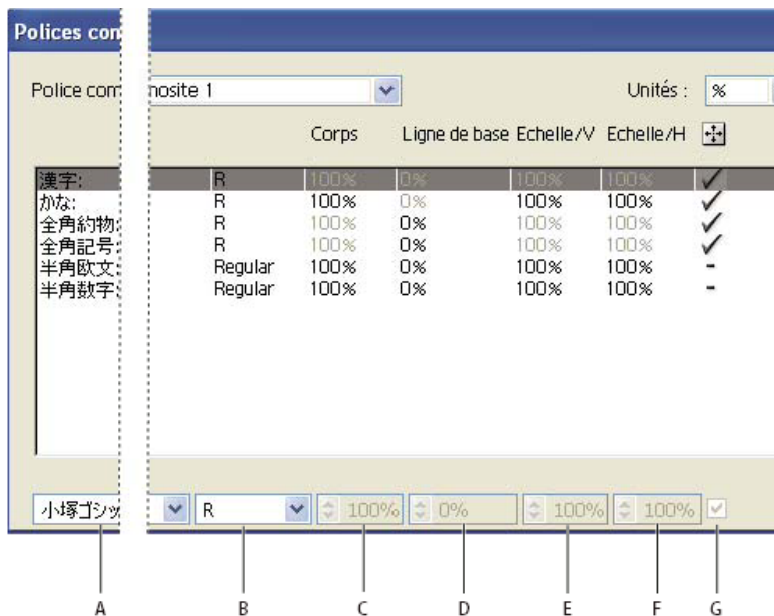 Polices com
Police com nosite 1 Unités : %
Corps Ligne de base Echelle/V Echelle/H
漢字: R 100% 0% 100% 100%
かな: R 100% 0% 100% 100%
全角約物: R 100% 0% 100% 100%
全角記号: R 100% 0% 100% 100%
半角欧文: Regular 100% 0% 100% 100% -
半角数字: Regular 100% 0% 100% 100% -
小塚ゴシッ R 100% 0% 100% 100%
A B C D E F G